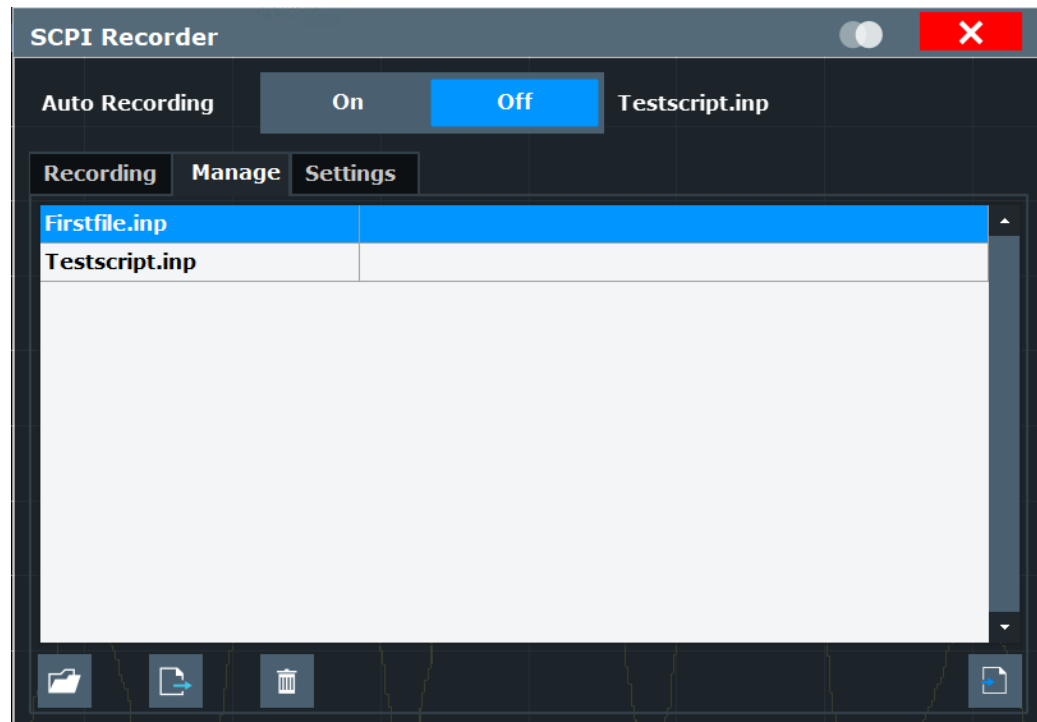 SCPI Recorder
Auto Recording On Off Testscript.inp
Recording Manage Settings
Firstfile.inp
Testscript.inp